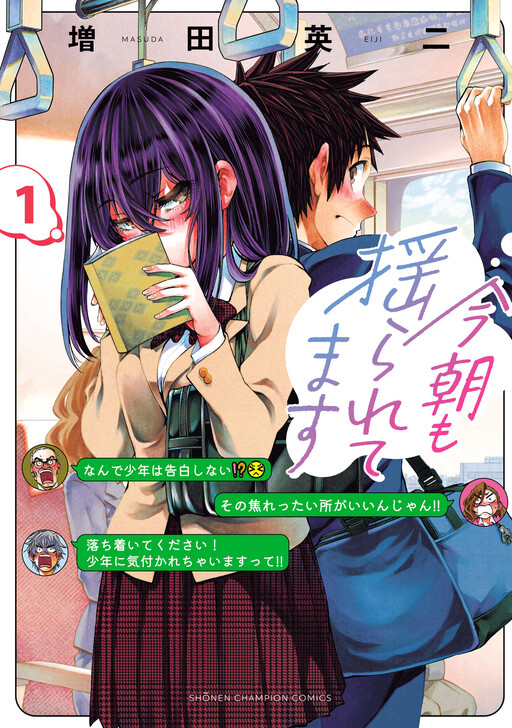 増田英二
MASUDA EIJI
1
今朝も
揺られて
ます
なんで少年は告白しない⁉😣
その焦れったい所がいいんじゃん!!
落ち着いてください！
少年に気付かれちゃいますって!!
SHŌNEN CHAMPION COMICS